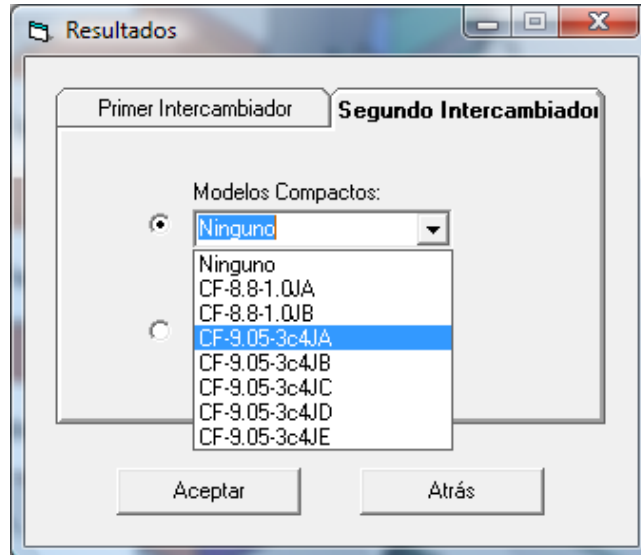 Resultados
Primer Intercambiador
Segundo Intercambiador
Modelos Compactos:
Ninguno
Ninguno
CF-8.8-1.0JA
CF-8.8-1.0JB
CF-9.05-3c4JA
CF-9.05-3c4JB
CF-9.05-3c4JC
CF-9.05-3c4JD
CF-9.05-3c4JE
Aceptar
Atrás